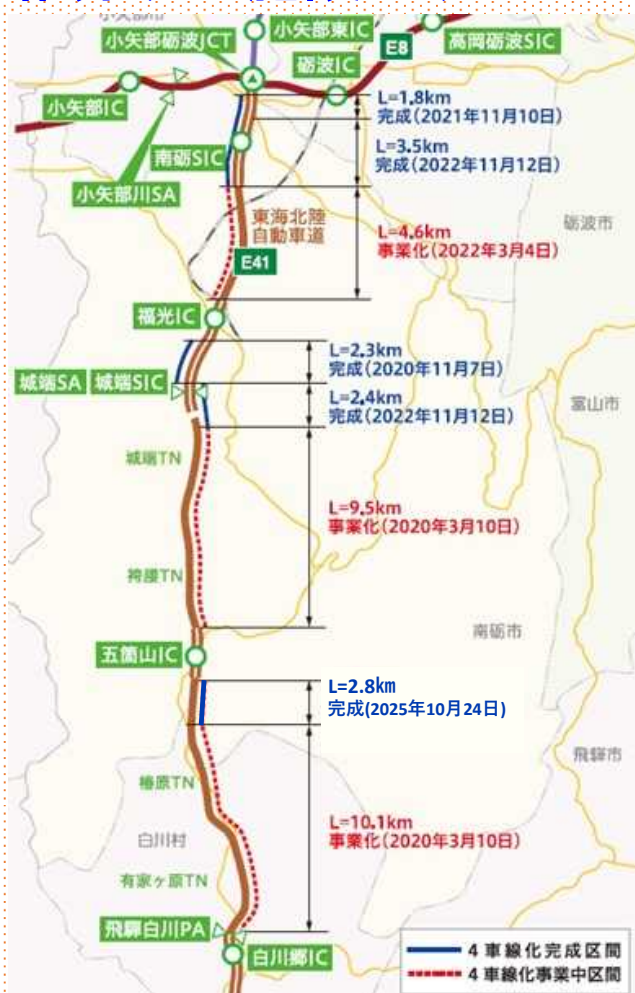 小矢部東IC
小矢部砺波JCT
E8
高岡砺波SIC
砺波IC
小矢部IC
L=1.8km
完成(2021年11月10日)
南砺SIC
L=3.5km
完成(2022年11月12日)
小矢部川SA
東海北陸
自動車道
砺波市
L=4.6km
事業化(2022年3月4日)
E41
福光IC
L=2.3km
完成(2020年11月7日)
城端SA
城端SIC
L=2.4km
完成(2022年11月12日)
富山市
城端TN
L=9.5km
事業化(2020年3月10日)
袴腰TN
南砺市
五箇山IC
L=2.8㎞
完成(2025年10月24日)
飛騨市
椿原TN
L=10.1km
事業化(2020年3月10日)
白川村
有家ヶ原TN
飛騨白川PA
白川郷IC
4車線化完成区間
4車線化事業中区間